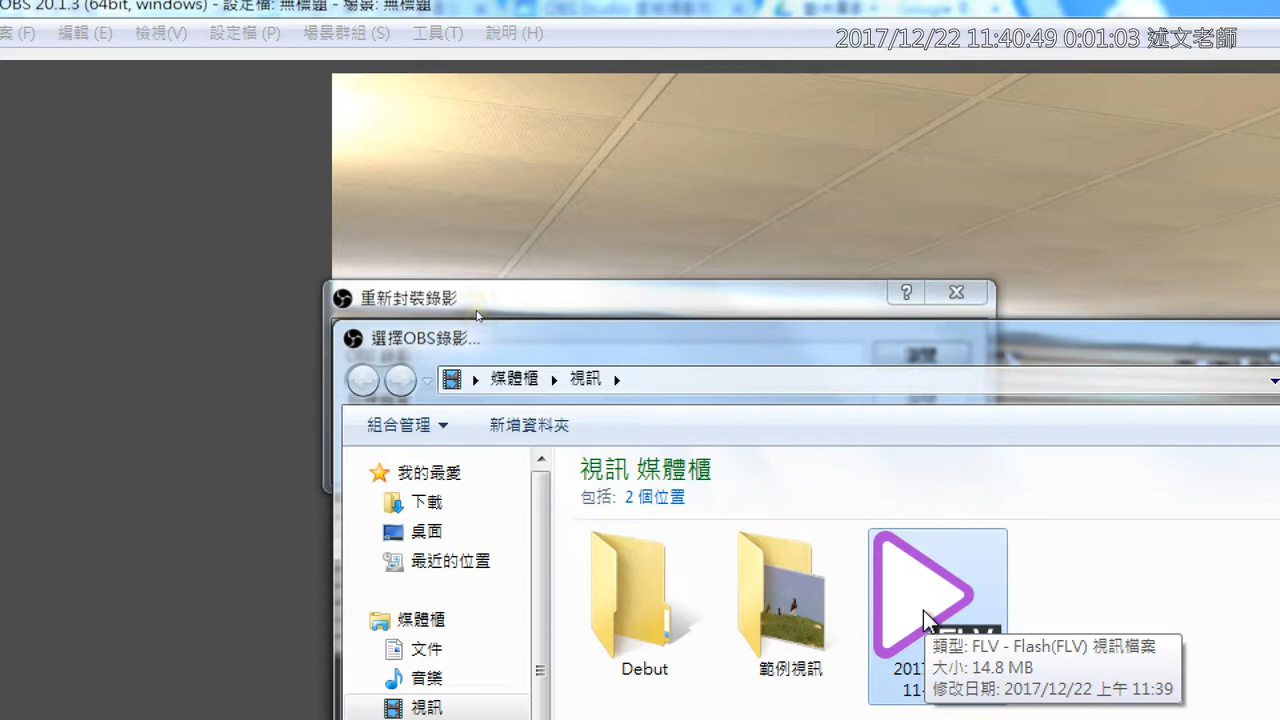 OBS 20.1.3 (64bit, windows) - 設定檔: 無標題 - 場景: 無標題
案 (F) 編輯 (E) 檢視(V) 設定檔 (P) 場景群組 (S) 工具(T) 說明 (H)
2017/12/22 11:40:49 0:01:03 述文老師
重新封裝錄影
選擇OBS錄影...
媒體櫃 視訊
組合管理 新增資料夾
我的最愛
下載
桌面
最近的位置
媒體櫃
文件
音樂
視訊
視訊 媒體櫃
包括: 2 個位置
Debut
範例視訊
201
11
類型: FLV - Flash(FLV) 視訊檔案
大小: 14.8 MB
修改日期: 2017/12/22 上午 11:39